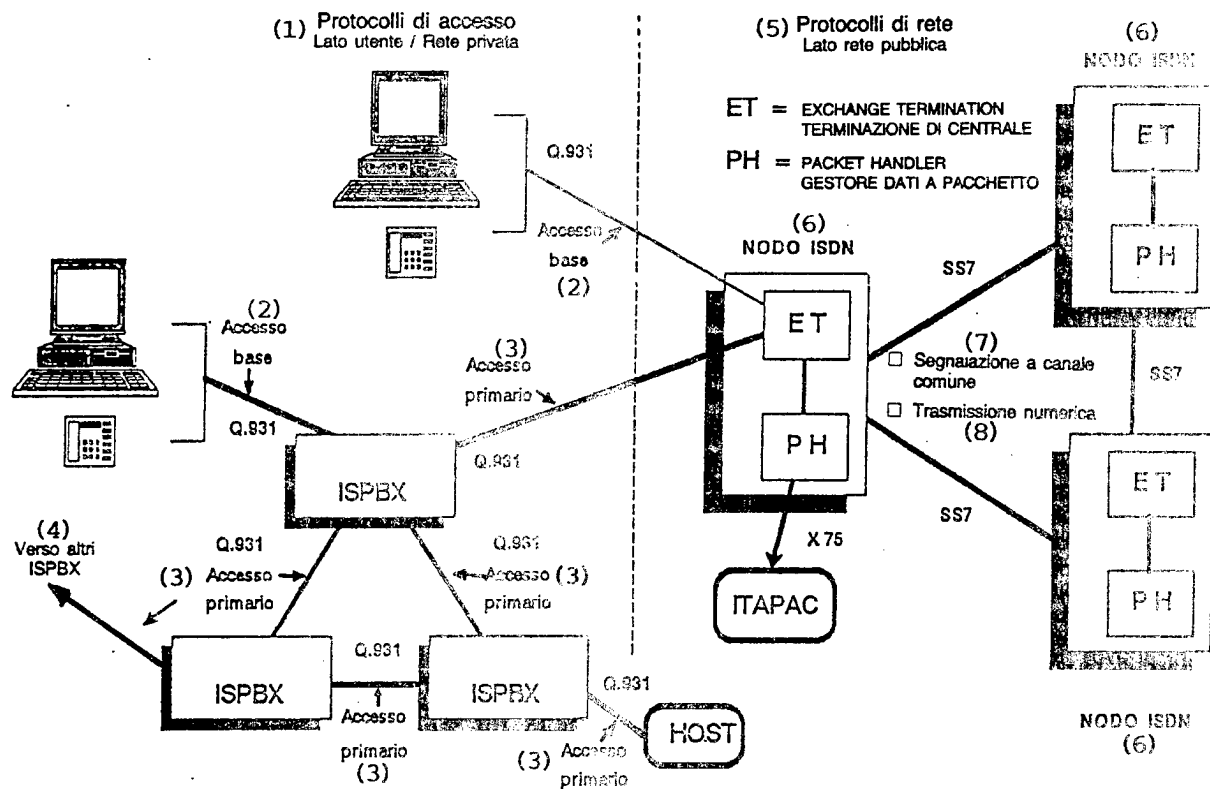 (1) Protocolli di accesso
Lato utente / Rete privata
(5) Protocolli di rete
Lato rete pubblica
(6)
NODO ISDN
ET = EXCHANGE TERMINATION
TERMINAZIONE DI CENTRALE
PH = PACKET HANDLER
GESTORE DATI A PACCHETTO
ET
PH
Q.931
Accesso
base
(2)
(6)
NODO ISDN
ET
PH
SS7
(7)
Segnalazione a canale
comune
Trasmissione numerica
(8)
SS7
SS7
(2)
Accesso
base
Q.931
(3)
Accesso
primario
Q.931
ISPBX
X.75
ITAPAC
ET
PH
NODO ISDN
(6)
(4)
Verso altri
ISPBX
(3)
Q.931
Accesso
primario
Q.931
Accesso (3)
primario
ISPBX
Q.931
Accesso
primario
(3)
ISPBX
Q.931
(3) Accesso
primario
HOST